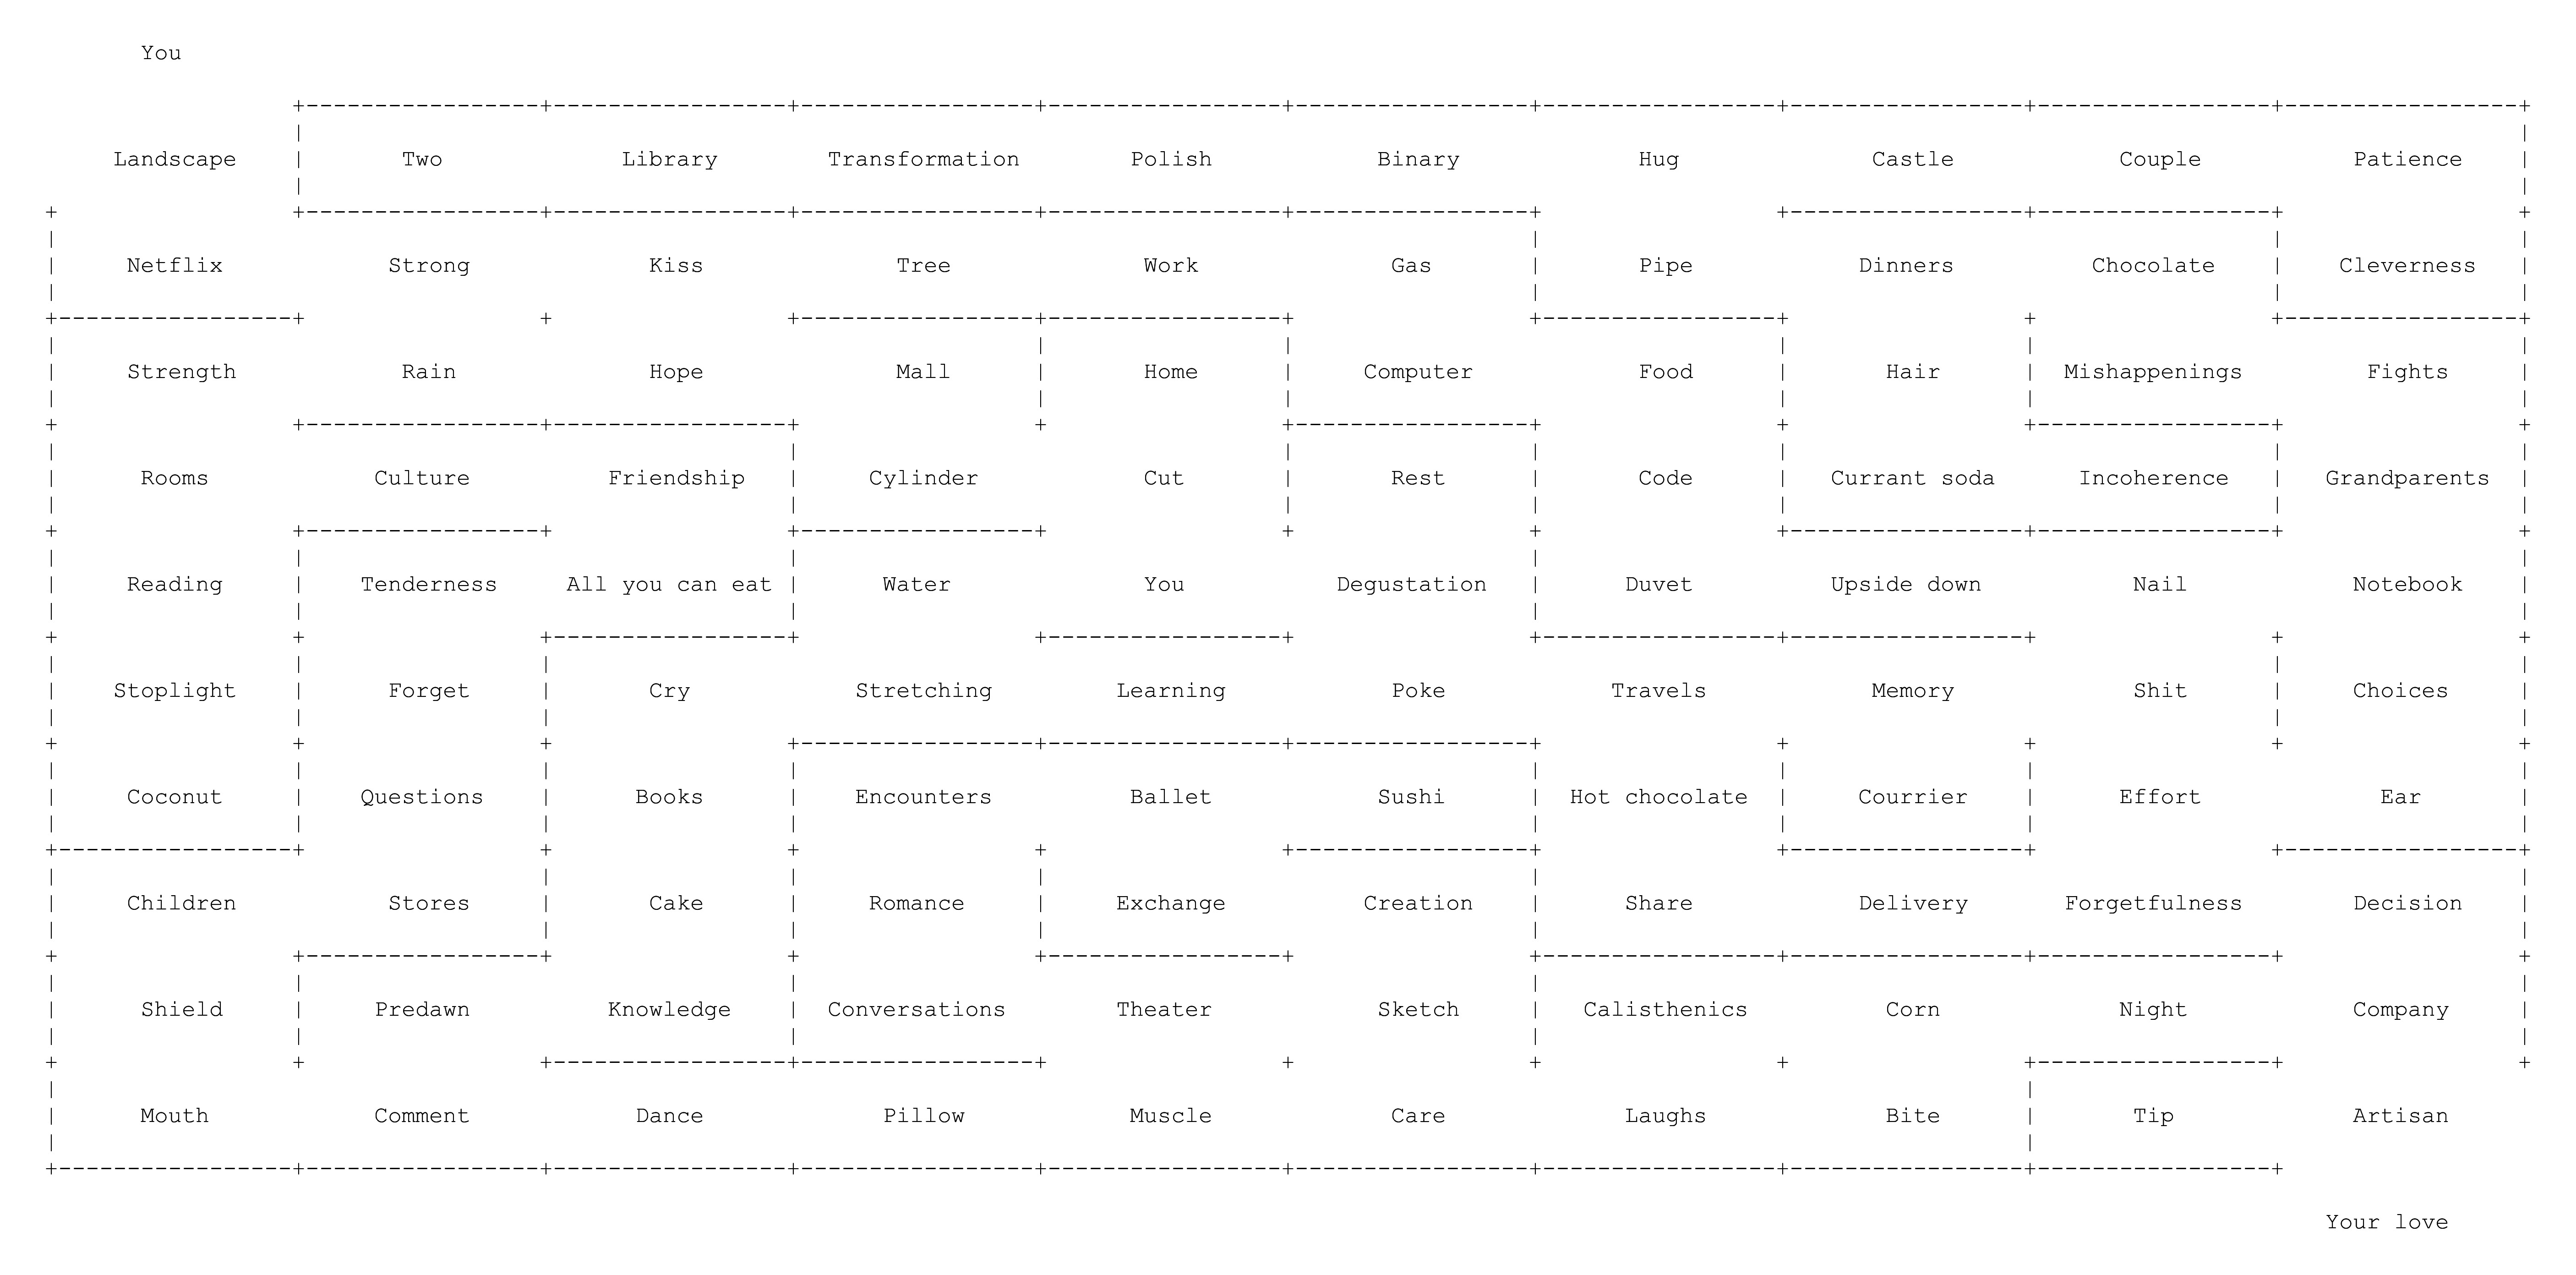 You
Landscape Two Library Transformation Polish Binary Hug Castle Couple Patience
Netflix Strong Kiss Tree Work Gas Pipe Dinners Chocolate Cleverness
Strength Rain Hope Mall Home Computer Food Hair Mishappenings Fights
Rooms Culture Friendship Cylinder Cut Rest Code Currant soda Incoherence Grandparents
Reading Tenderness All you can eat Water You Degustation Duvet Upside down Nail Notebook
Stoplight Forget Cry Stretching Learning Poke Travels Memory Shit Choices
Coconut Questions Books Encounters Ballet Sushi Hot chocolate Courrier Effort Ear
Children Stores Cake Romance Exchange Creation Share Delivery Forgetfulness Decision
Shield Predawn Knowledge Conversations Theater Sketch Calisthenics Corn Night Company
Mouth Comment Dance Pillow Muscle Care Laughs Bite Tip Artisan
Your love